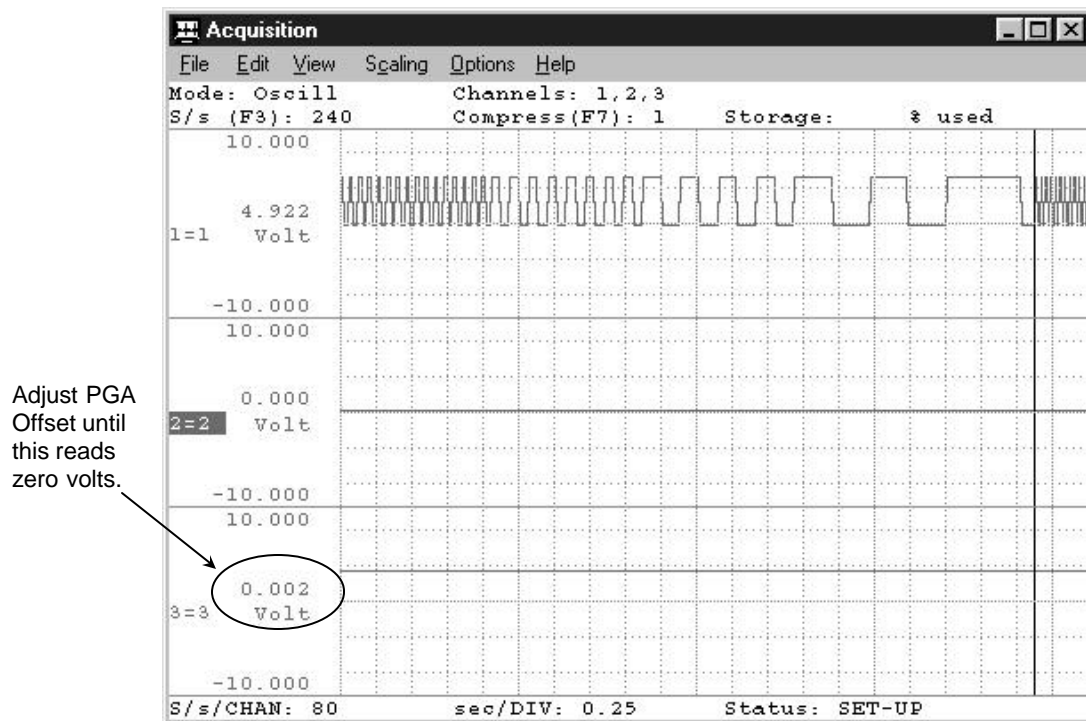 Acquisition
File Edit View Scaling Options Help
Mode: Oscill Channels: 1,2,3
S/s (F3): 240 Compress(F7): 1 Storage: % used
10.000
4.922
1=1 Volt
-10.000
10.000
0.000
2=2 Volt
-10.000
10.000
0.002
3=3 Volt
-10.000
S/s/CHAN: 80 sec/DIV: 0.25 Status: SET-UP
Adjust PGA
Offset until
this reads
zero volts.